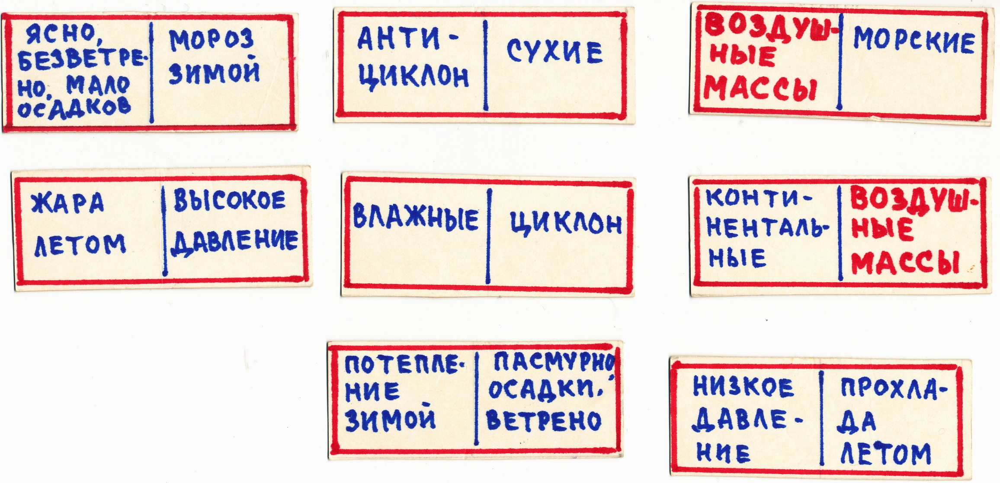 ЯСНО,
БЕЗВЕТРЕ-
НО, МАЛО
ОСАДКОВ
МОРОЗ
ЗИМОЙ
АНТИ-
ЦИКЛОН
СУХИЕ
ВОЗДУШ-
НЫЕ
МАССЫ
МОРСКИЕ
ЖАРА
ЛЕТОМ
ВЫСОКОЕ
ДАВЛЕНИЕ
ВЛАЖНЫЕ
ЦИКЛОН
КОНТИ-
НЕНТАЛЬ-
НЫЕ
ВОЗДУШ-
НЫЕ
МАССЫ
ПОТЕПЛЕ-
НИЕ
ЗИМОЙ
ПАСМУРНО,
ОСАДКИ,
ВЕТРЕНО
НИЗКОЕ
ДАВЛЕ-
НИЕ
ПРОХЛА-
ДА
ЛЕТОМ